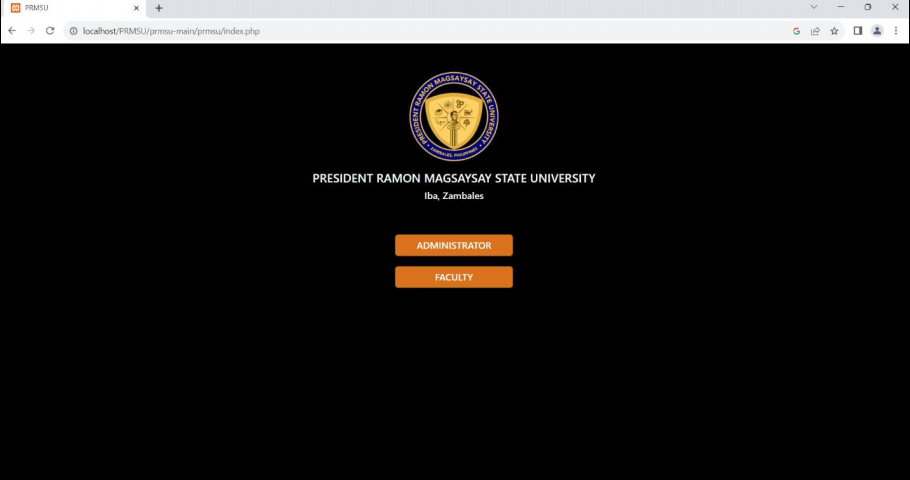 PRMSU
localhost/PRMSU/prmsu-main/prmsu/index.php
PRESIDENT RAMON MAGSAYSAY STATE UNIVERSITY
ZAMBALES, PHILIPPINES
PRESIDENT RAMON MAGSAYSAY STATE UNIVERSITY
Iba, Zambales
ADMINISTRATOR
FACULTY